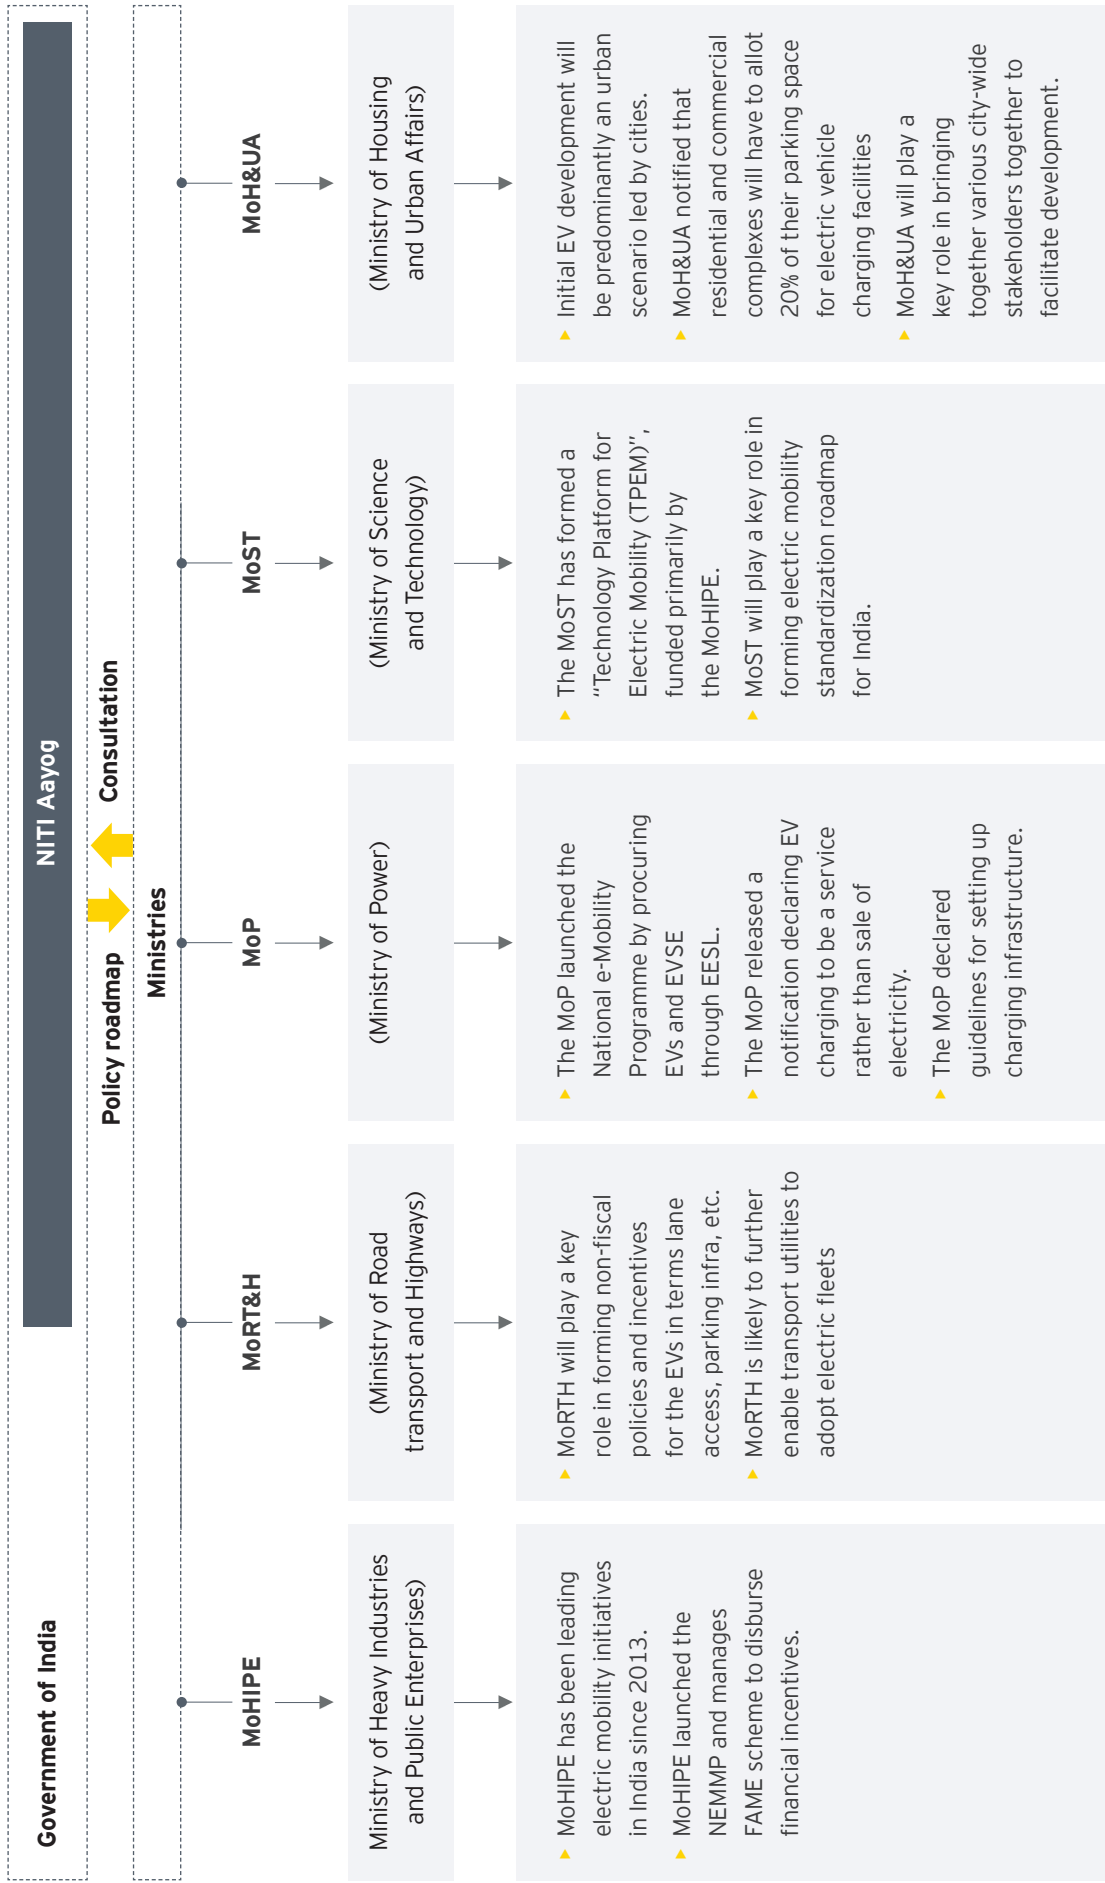 Government of India
NITI Aayog
Policy roadmap
Consultation
Ministries
MoHIPE
Ministry of Heavy Industries
and Public Enterprises)
▶ MoHIPE has been leading
electric mobility initiatives
in India since 2013.
▶ MoHIPE launched the
NEMMP and manages
FAME scheme to disburse
financial incentives.
MoRT&H
(Ministry of Road
transport and Highways)
▶ MoRTH will play a key
role in forming non-fiscal
policies and incentives
for the EVs in terms lane
access, parking infra, etc.
▶ MoRTH is likely to further
enable transport utilities to
adopt electric fleets
MoP
(Ministry of Power)
▶ The MoP launched the
National e-Mobility
Programme by procuring
EVs and EVSE
through EESL.
▶ The MoP released a
notification declaring EV
charging to be a service
rather than sale of
electricity.
▶ The MoP declared
guidelines for setting up
charging infrastructure.
MoST
(Ministry of Science
and Technology)
▶ The MoST has formed a
“Technology Platform for
Electric Mobility (TPEM)”,
funded primarily by
the MoHIPE.
▶ MoST will play a key role in
forming electric mobility
standardization roadmap
for India.
MoH&UA
(Ministry of Housing
and Urban Affairs)
▶ Initial EV development will
be predominantly an urban
scenario led by cities.
▶ MoH&UA notified that
residential and commercial
complexes will have to allot
20% of their parking space
for electric vehicle
charging facilities
▶ MoH&UA will play a
key role in bringing
together various city-wide
stakeholders together to
facilitate development.